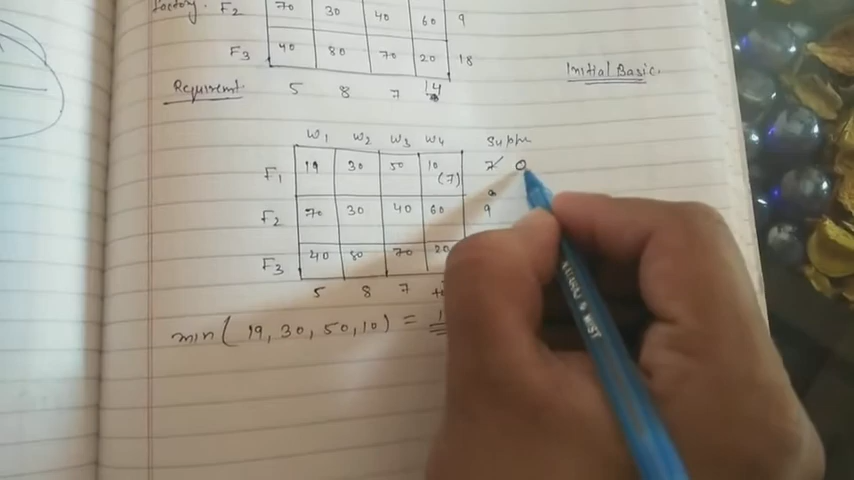 factory. F2 70 30 40 60 9
F3 40 80 70 20 18
Requiremt. 5 8 7 14
Initial Basic.
W1 W2 W3 W4
F1 19 30 50 10 (7) 7 0
F2 70 30 40 60 9
F3 40 80 70 20
5 8 7
min( 19, 30, 50, 10 ) =